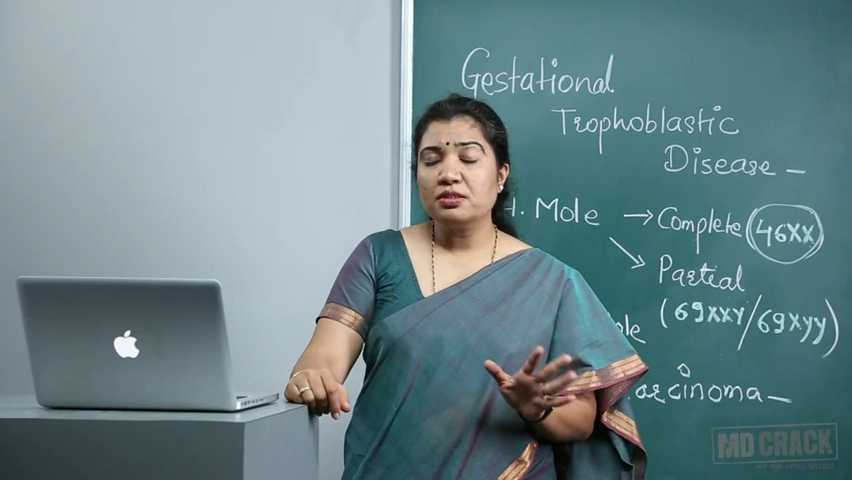 Gestational
Trophoblastic
Disease -
H. Mole → Complete (46XX)
Partial
(69XXY/69XYY)
MD CRACK